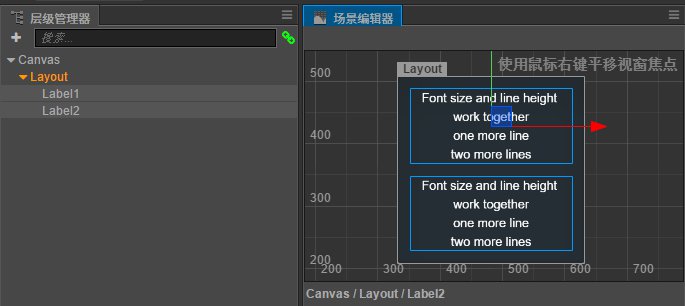 层级管理器
搜索...
Canvas
Layout
Label1
Label2
场景编辑器
使用鼠标右键平移视窗焦点
500
400
300
200
Layout
Font size and line height
work together
one more line
two more lines
Font size and line height
work together
one more line
two more lines
200
300
400
500
600
700
Canvas / Layout / Label2